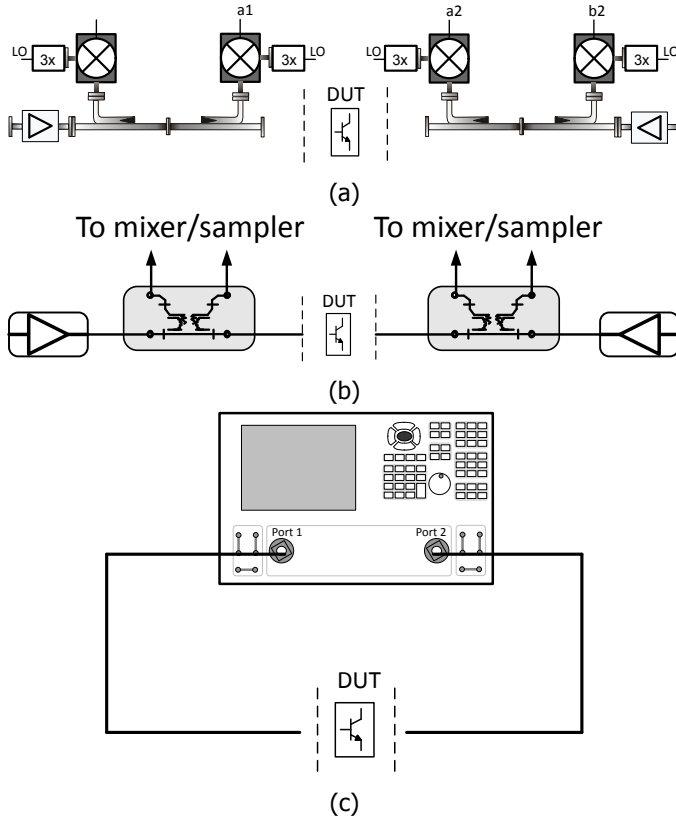 a1 a2 b2
LO 3x 3x LO LO 3x 3x LO
DUT
(a)
To mixer/sampler To mixer/sampler
DUT
(b)
Port 1 Port 2
DUT
(c)